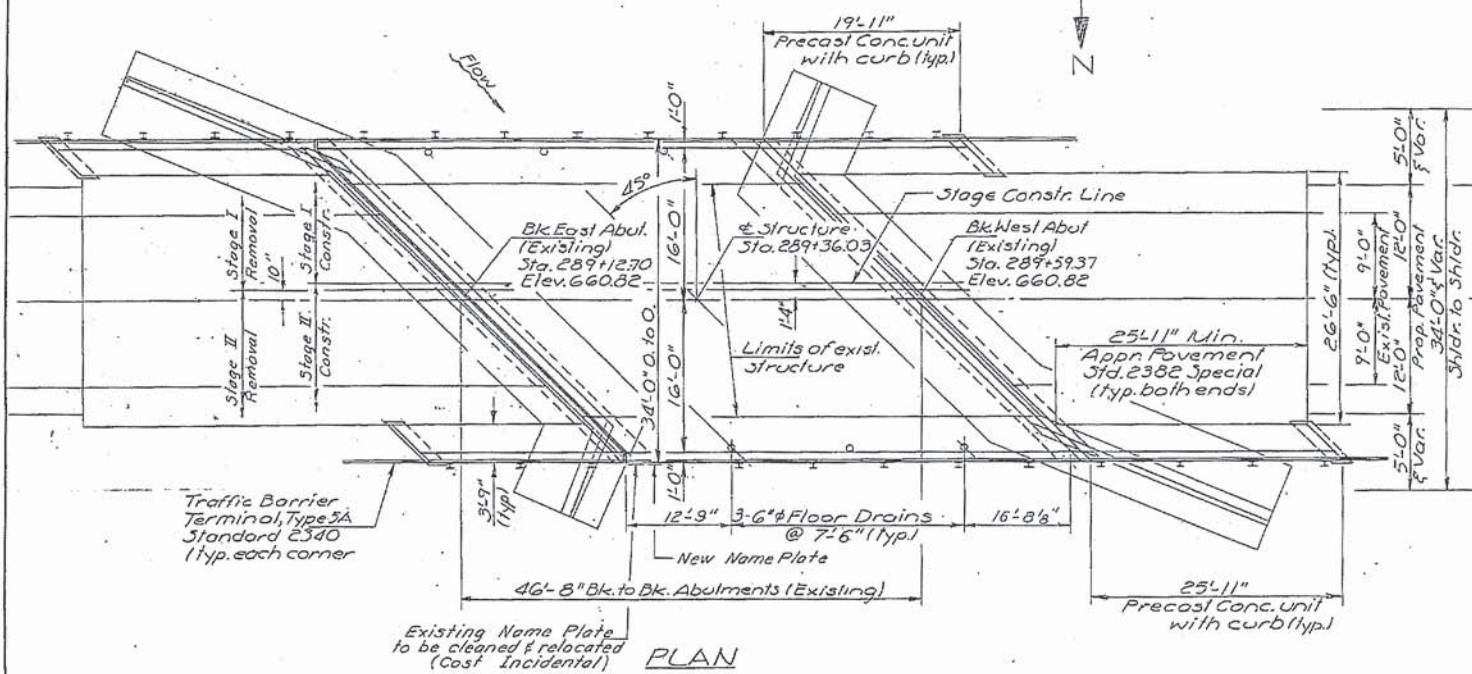 19'-11"
Precast Conc. unit
with curb (typ.)
N
Flow
1'-0"
5'-0"
& Var.
45°
Stage Constr. Line
Stage I
Removal
Stage I
Constr.
10"
Bk. East Abut.
(Existing)
Sta. 289+12.70
Elev. 660.82
16'-0"
℄ Structure
Sta. 289+36.03
Bk. West Abut
(Existing)
Sta. 289+59.37
Elev. 660.82
9'-0"
12'-0"
26'-6" (typ.)
Exist. Pavement
Prop. Pavement
34'-0" & Var.
Shldr. to Shldr.
Stage II
Removal
Stage II
Constr.
34'-0" O. to O.
16'-0"
1'-4"
Limits of exist.
structure
25'-11" Min.
Appr. Pavement
Std. 2382 Special
(typ. both ends)
9'-0"
12'-0"
5'-0"
& Var.
Traffic Barrier
Terminal, Type 5A
Standard 2340
(typ. each corner
3'-9"
(typ)
1'-0"
12'-9"
3-6"ϕ Floor Drains
@ 7'-6" (typ.)
New Name Plate
46'-8" Bk. to Bk. Abutments (Existing)
25'-11"
Precast Conc. unit
with curb (typ.)
Existing Name Plate
to be cleaned & relocated
(Cost Incidental)
PLAN